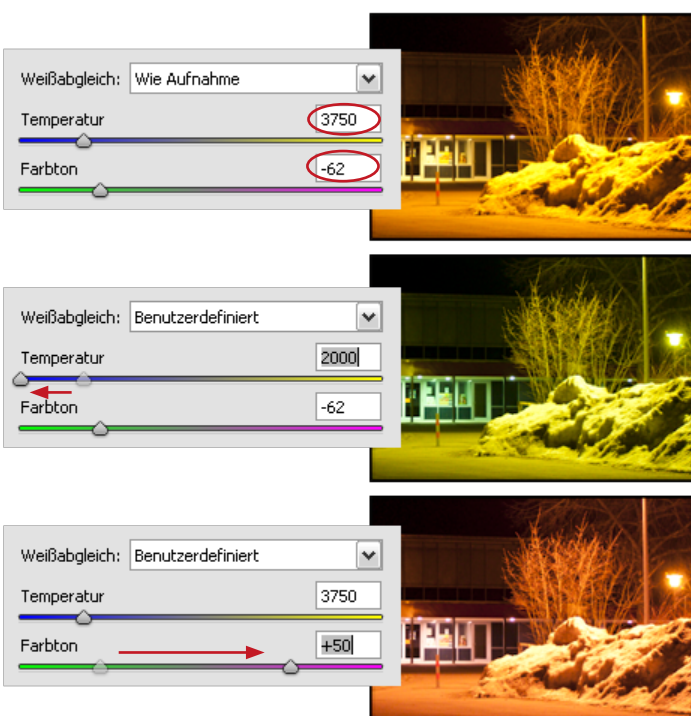 Weißabgleich: Wie Aufnahme
Temperatur 3750
Farbton -62
Weißabgleich: Benutzerdefiniert
Temperatur 2000
Farbton -62
Weißabgleich: Benutzerdefiniert
Temperatur 3750
Farbton +50